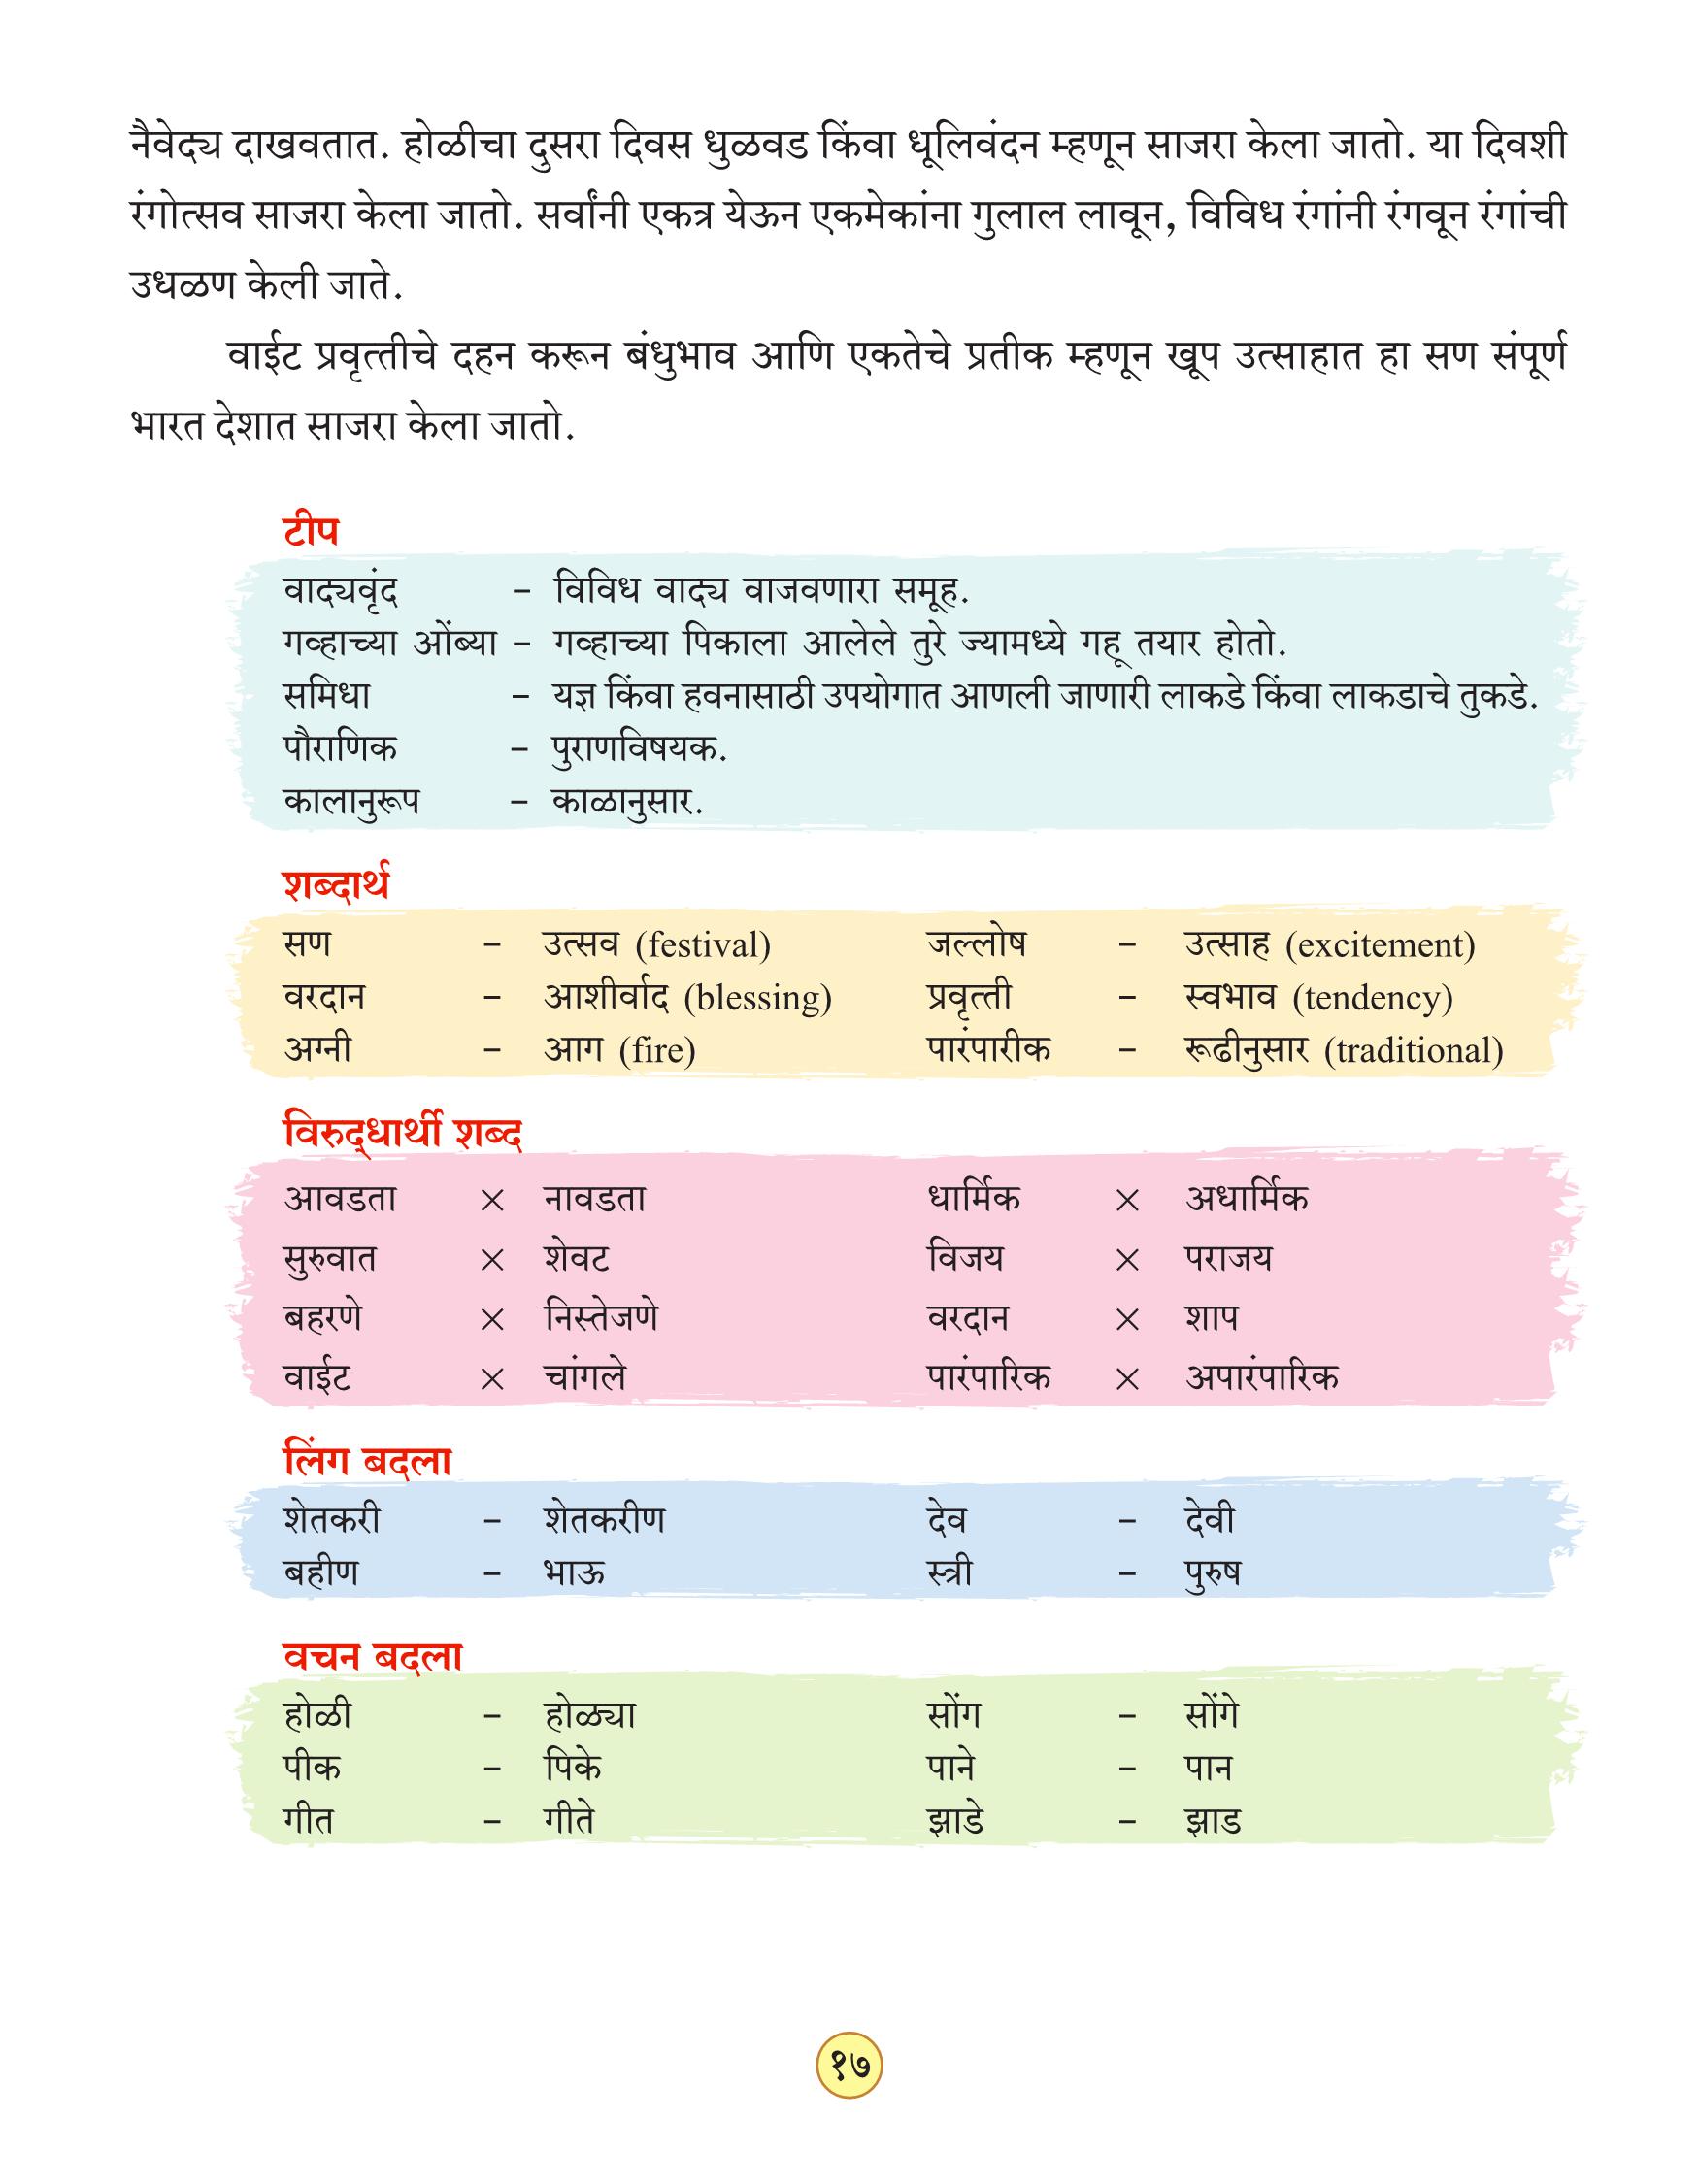 नैवेद्य दाखवतात. होळीचा दुसरा दिवस धुळवड किंवा धूलिवंदन म्हणून साजरा केला जातो. या दिवशी
रंगोत्सव साजरा केला जातो. सर्वांनी एकत्र येऊन एकमेकांना गुलाल लावून, विविध रंगांनी रंगवून रंगांची
उधळण केली जाते.
वाईट प्रवृत्तीचे दहन करून बंधुभाव आणि एकतेचे प्रतीक म्हणून खूप उत्साहात हा सण संपूर्ण
भारत देशात साजरा केला जातो.
टीप
वाद्यवृंद – विविध वाद्य वाजवणारा समूह.
गव्हाच्या ओंब्या – गव्हाच्या पिकाला आलेले तुरे ज्यामध्ये गहू तयार होतो.
समिधा – यज्ञ किंवा हवनासाठी उपयोगात आणली जाणारी लाकडे किंवा लाकडाचे तुकडे.
पौराणिक – पुराणविषयक.
कालानुरूप – काळानुसार.
शब्दार्थ
सण – उत्सव (festival) जल्लोष – उत्साह (excitement)
वरदान – आशीर्वाद (blessing) प्रवृत्ती – स्वभाव (tendency)
अग्नी – आग (fire) पारंपारीक – रूढीनुसार (traditional)
विरुद्धार्थी शब्द
आवडता × नावडता धार्मिक × अधार्मिक
सुरुवात × शेवट विजय × पराजय
बहरणे × निस्तेजणे वरदान × शाप
वाईट × चांगले पारंपारिक × अपारंपारिक
लिंग बदला
शेतकरी – शेतकरीण देव – देवी
बहीण – भाऊ स्त्री – पुरुष
वचन बदला
होळी – होळ्या सोंग – सोंगे
पीक – पिके पाने – पान
गीत – गीते झाडे – झाड
१७